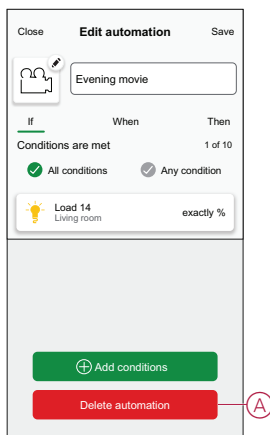 Close Edit automation Save
Evening movie
If When Then
Conditions are met 1 of 10
All conditions Any condition
Load 14
Living room exactly %
Add conditions
Delete automation A